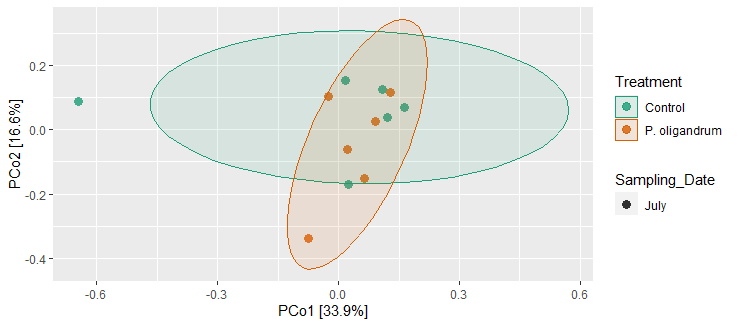 0.2
0.0
-0.2
-0.4
PCo2 [16.6%]
-0.6
-0.3
0.0
0.3
0.6
PCo1 [33.9%]
Treatment
Control
P. oligandrum
Sampling_Date
July